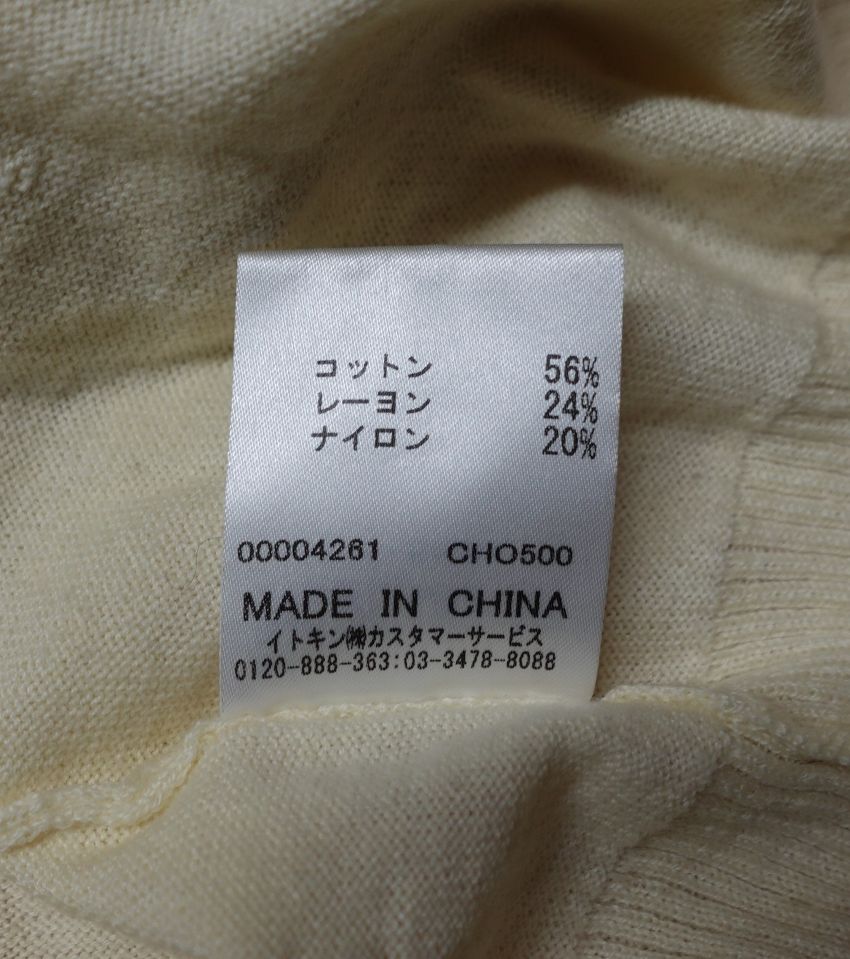 コットン 56%
レーヨン 24%
ナイロン 20%
00004261 CHO500
MADE IN CHINA
イトキン㈱カスタマーサービス
0120-888-363:03-3478-8088